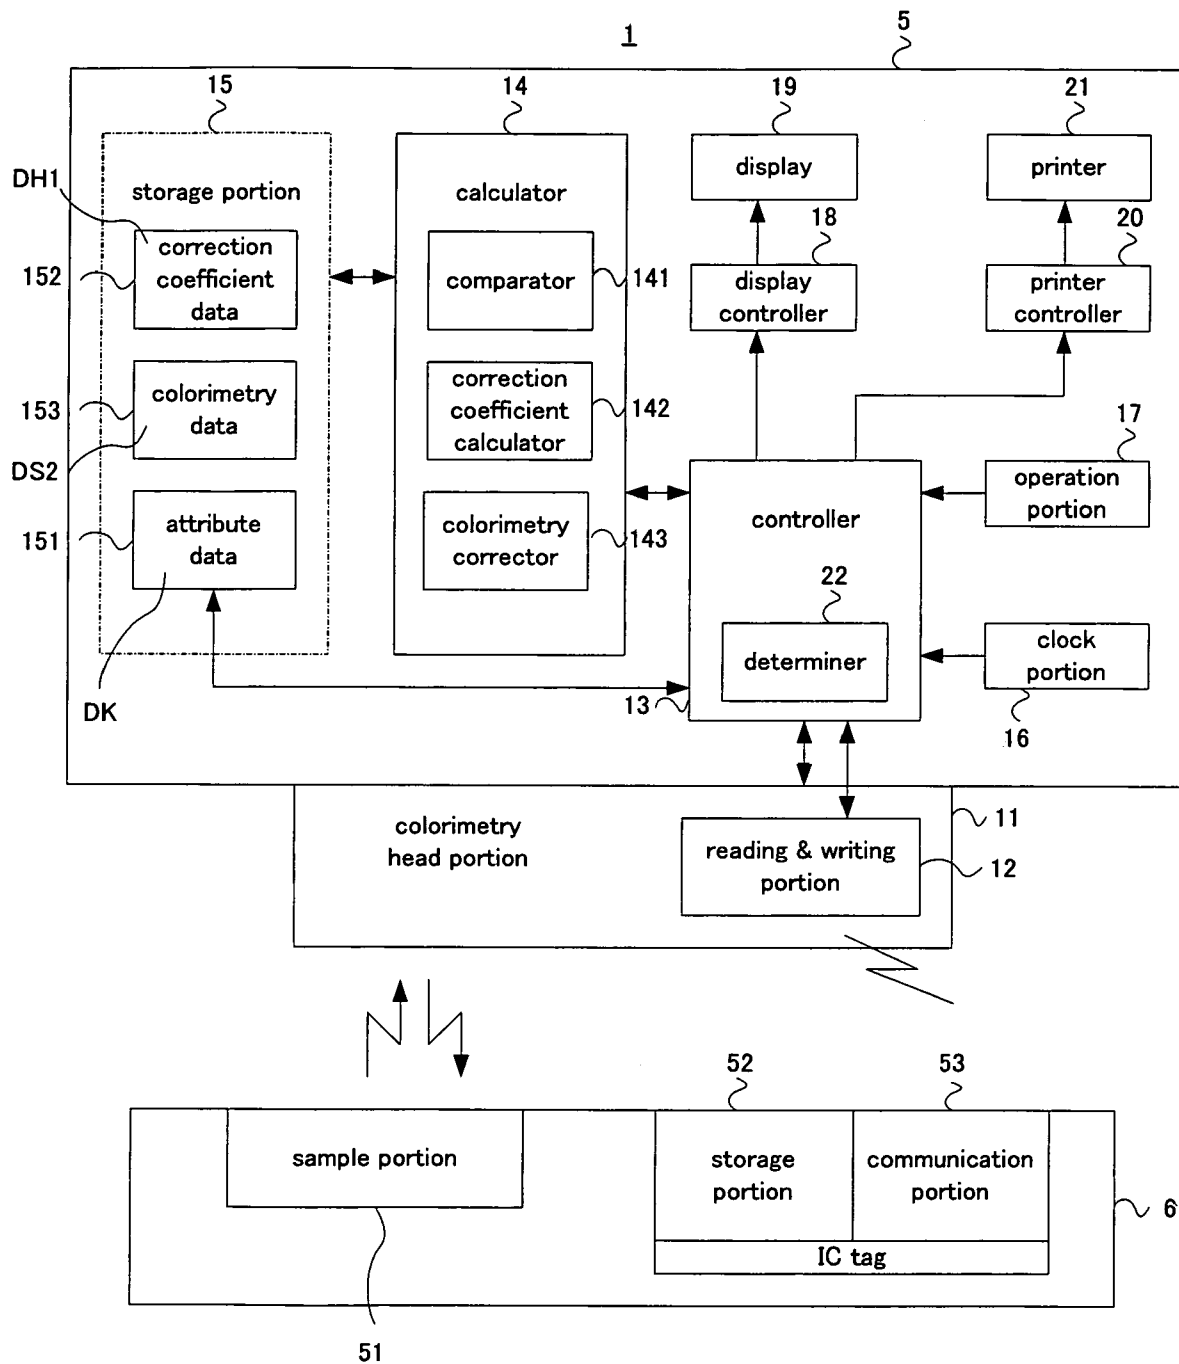 1
5
15
14
19
21
DH1
storage portion
calculator
display
printer
18
20
152
correction
coefficient
data
comparator
141
display
controller
printer
controller
153
colorimetry
data
correction
coefficient
calculator
142
DS2
17
controller
operation
portion
151
attribute
data
colorimetry
corrector
143
22
determiner
clock
portion
DK
13
16
colorimetry
head portion
11
reading & writing
portion
12
52
53
sample portion
storage
portion
communication
portion
6
IC tag
51